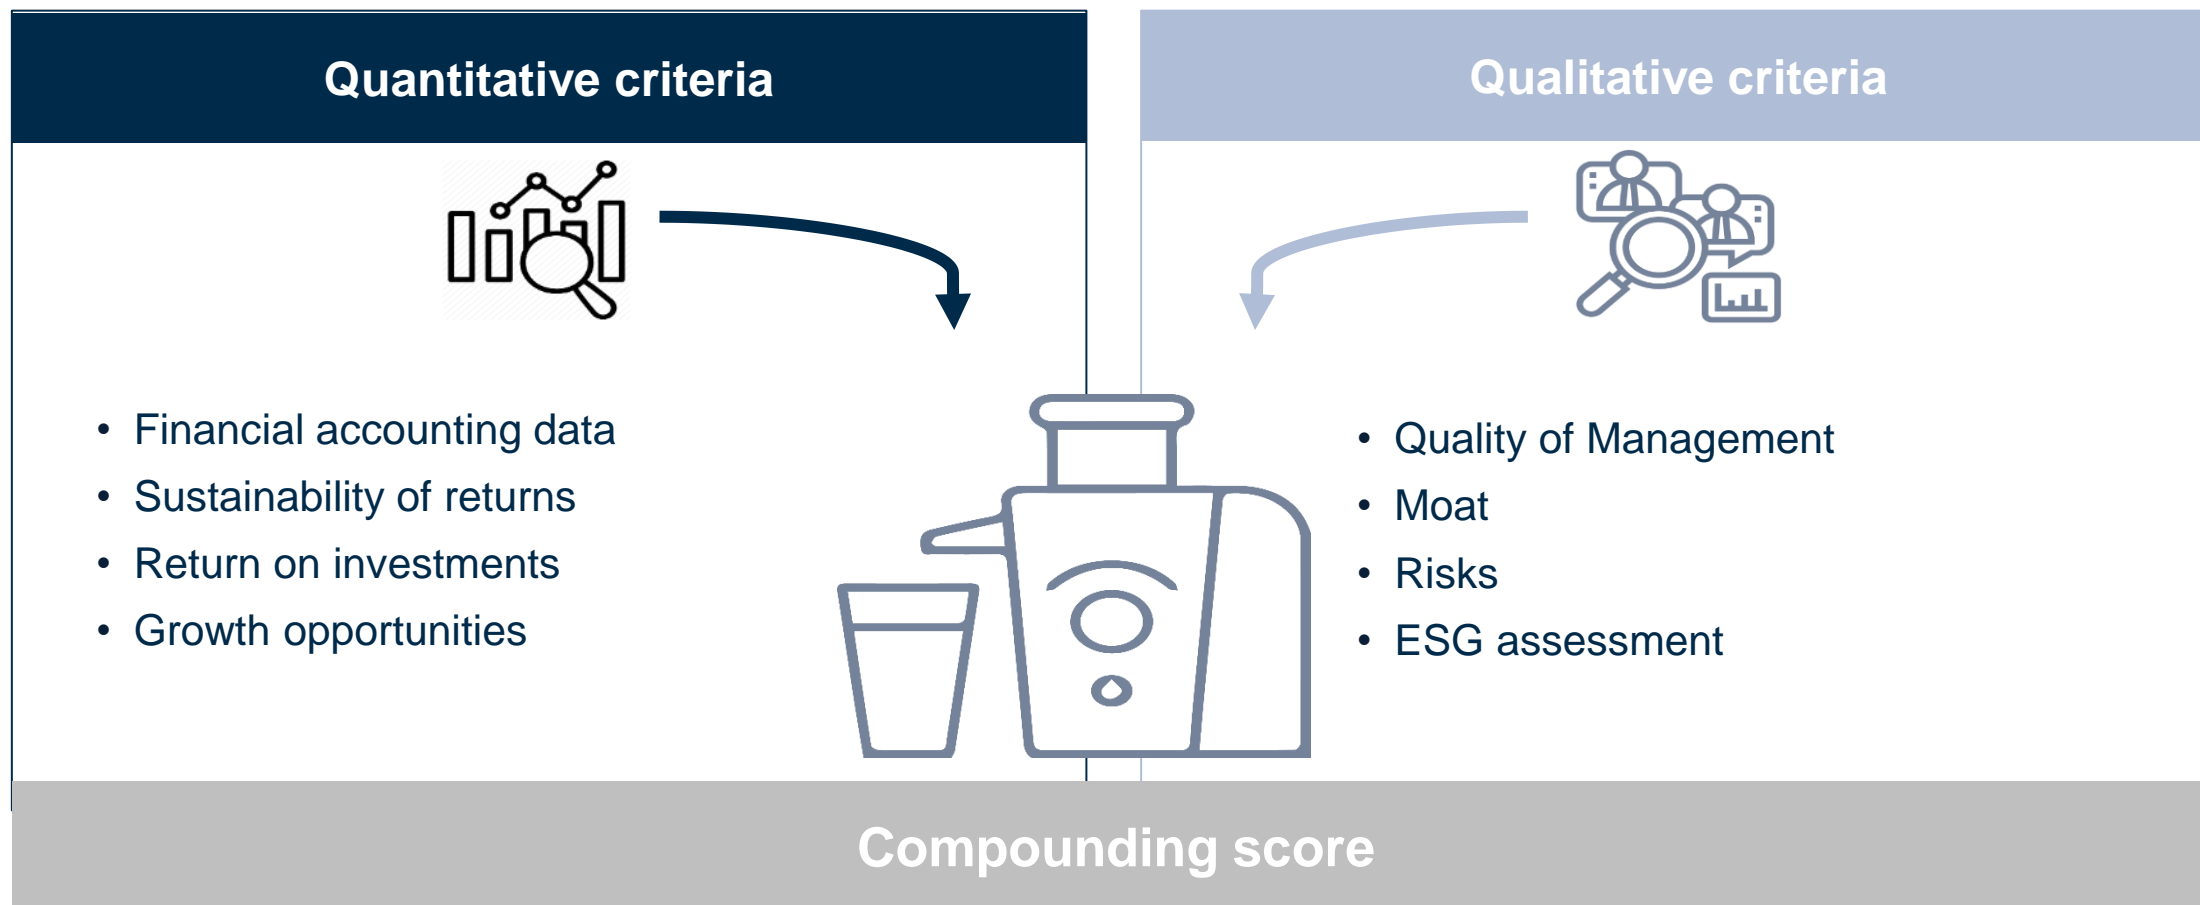 Quantitative criteria
Qualitative criteria
• Financial accounting data
• Sustainability of returns
• Return on investments
• Growth opportunities
• Quality of Management
• Moat
• Risks
• ESG assessment
Compounding score